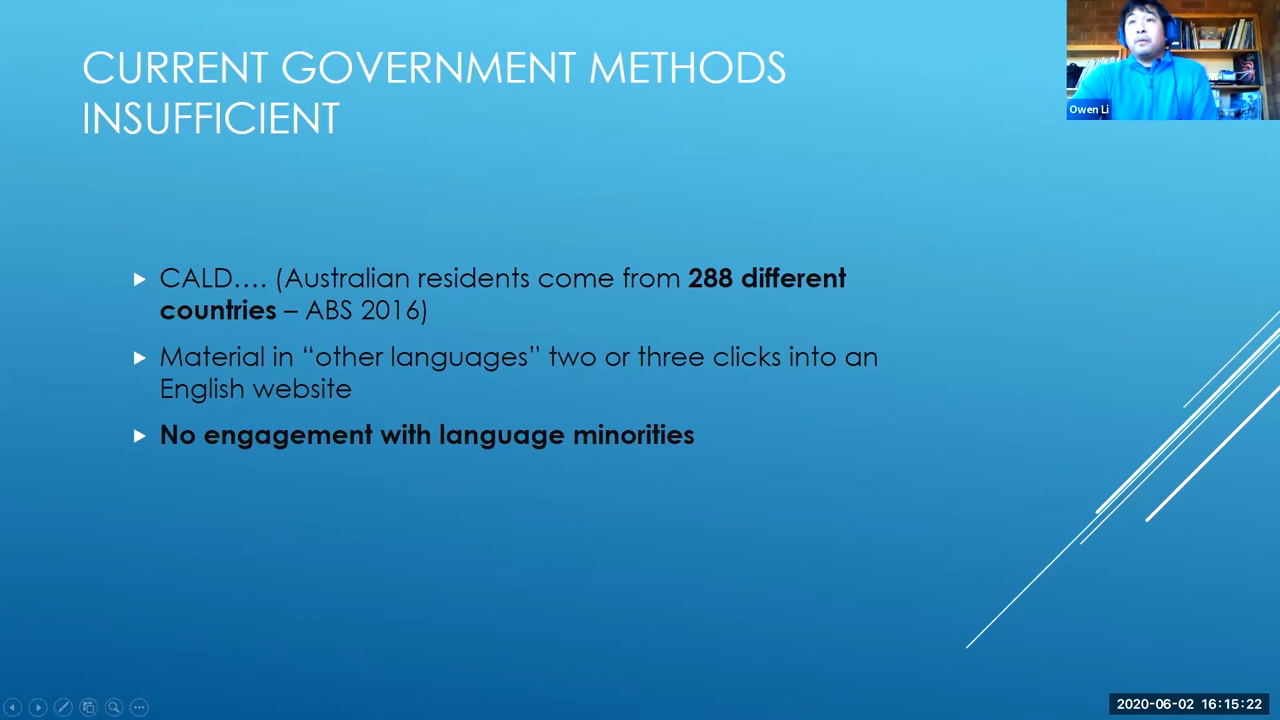 CURRENT GOVERNMENT METHODS
INSUFFICIENT
Owen Li
CALD…. (Australian residents come from 288 different
countries – ABS 2016)
Material in “other languages” two or three clicks into an
English website
No engagement with language minorities
2020-06-02 16:15:22